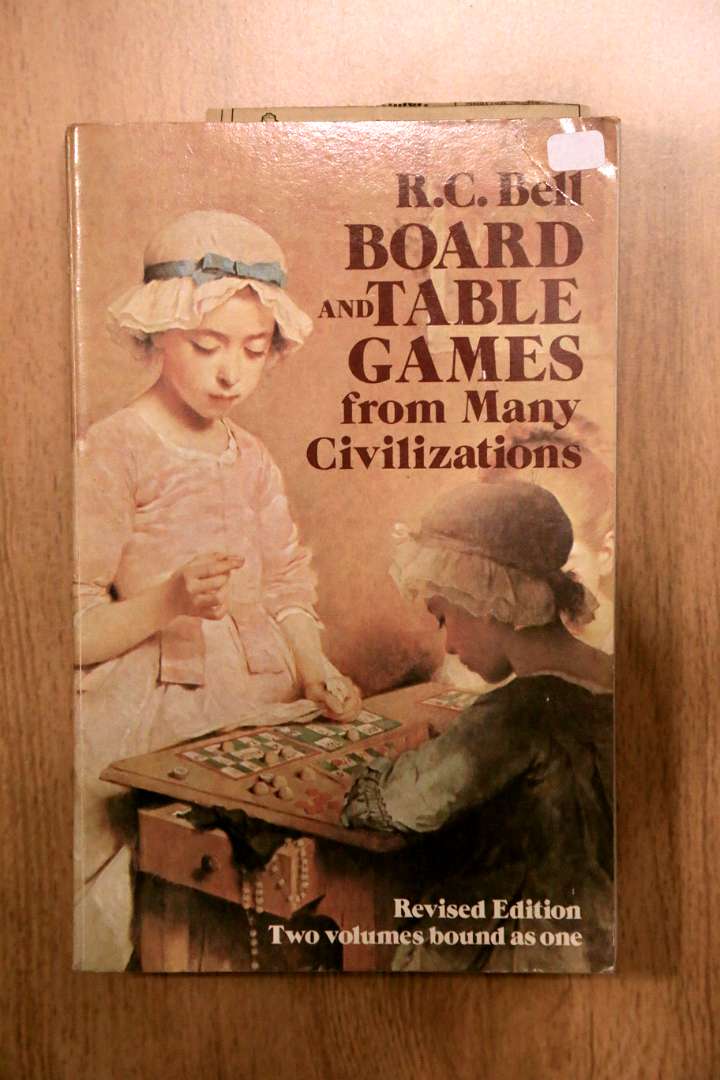 R.C. Bell
BOARD
AND TABLE
GAMES
from Many
Civilizations
Revised Edition
Two volumes bound as one